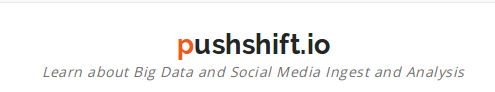 pushshift.io
Learn about Big Data and Social Media Ingest and Analysis